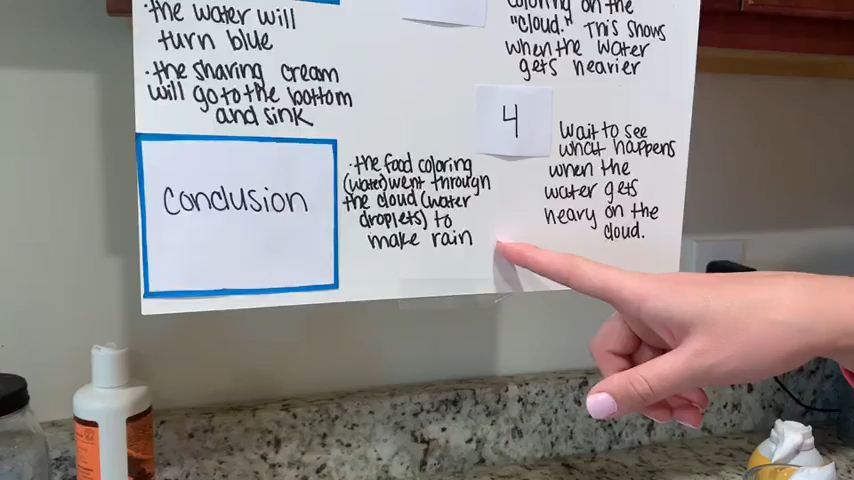 ·the water will
turn blue
·the shaving cream
will go to the bottom
and sink
conclusion
·the food coloring
(water) went through
the cloud (water
droplets) to
make rain
coloring on the
"cloud." This shows
when the water
gets hearier
4
Wait to see
what happens
when the
water gets
heary on the
cloud.